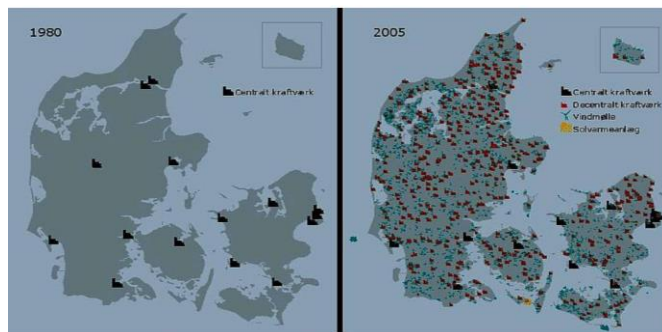 1980
Centralt kraftværk
2005
Centralt kraftværk
Decentralt kraftværk
Vindmølle
Solvarmeanlæg